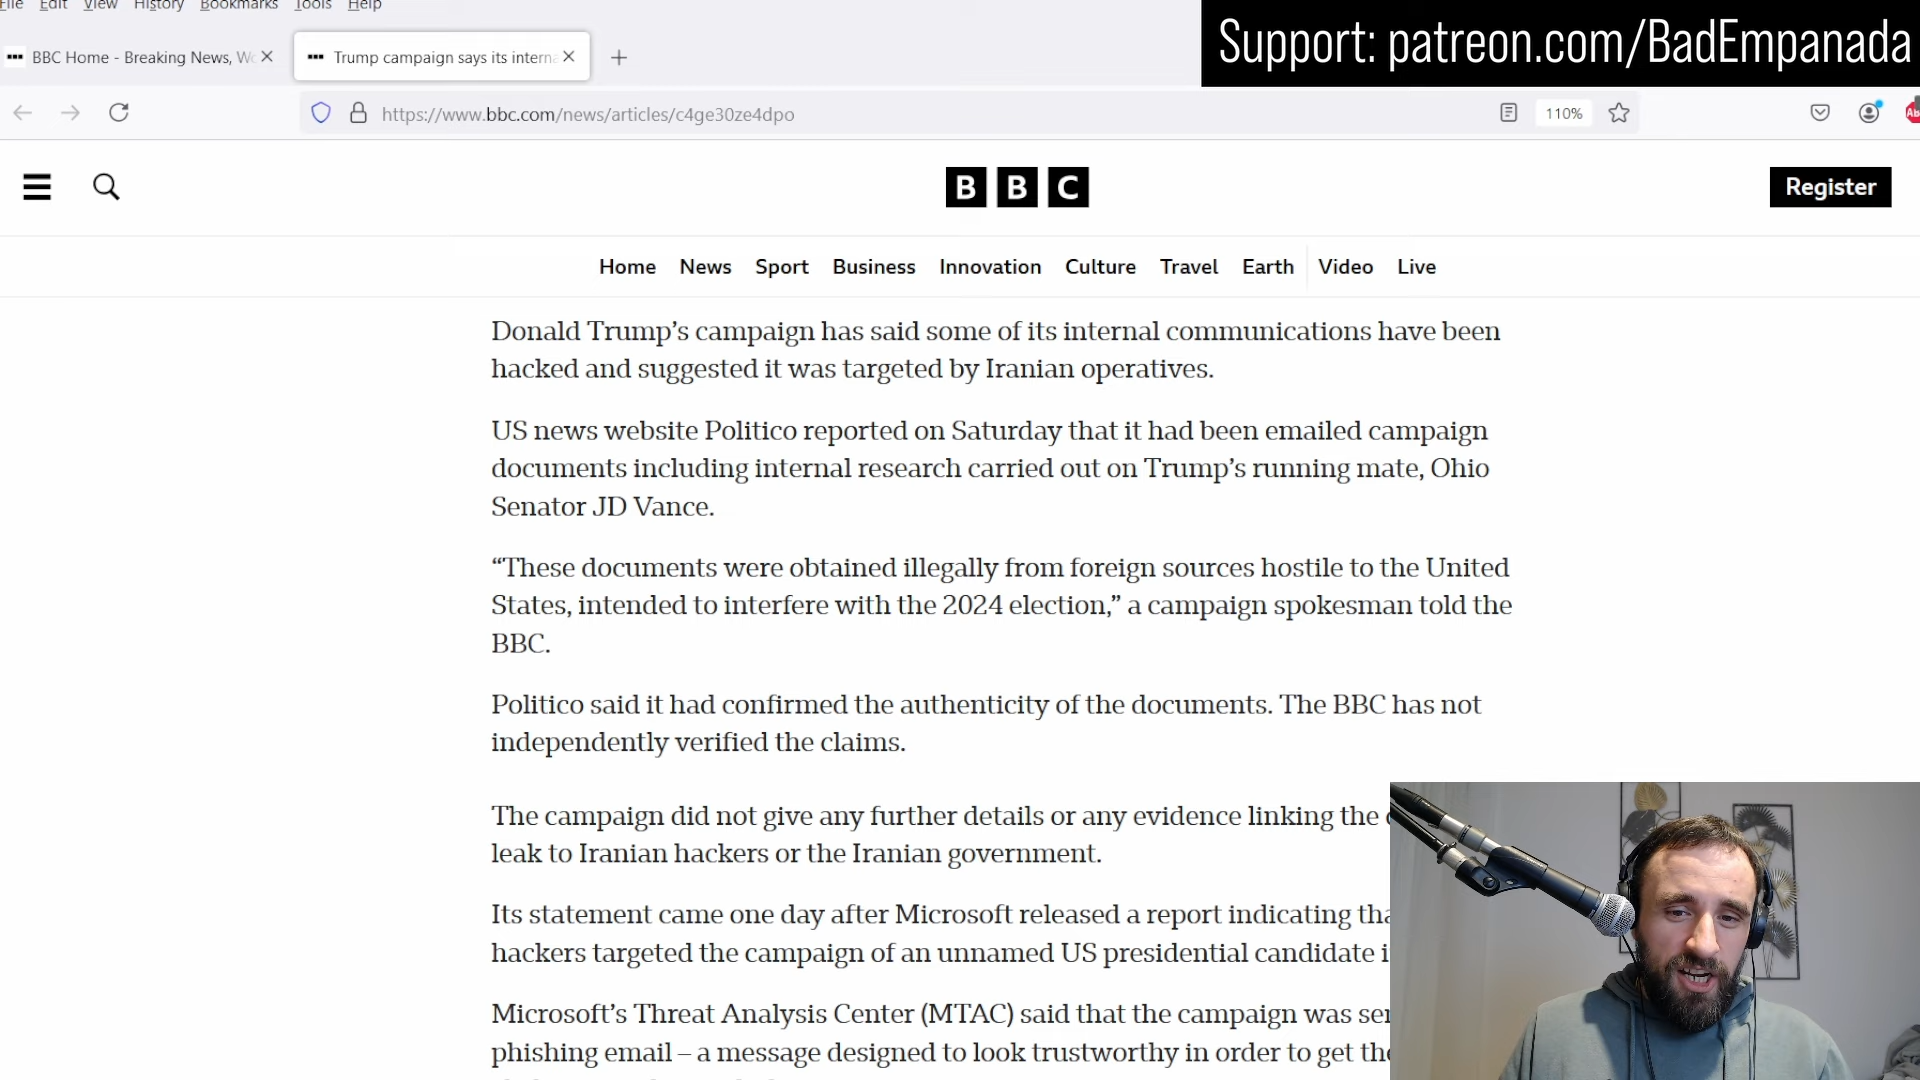 File Edit View History Bookmarks Tools Help
Support: patreon.com/BadEmpanada
BBC Home - Breaking News, Wo
Trump campaign says its interna
https://www.bbc.com/news/articles/c4ge30ze4dpo
110%
BBC
Register
Home News Sport Business Innovation Culture Travel Earth Video Live
Donald Trump’s campaign has said some of its internal communications have been
hacked and suggested it was targeted by Iranian operatives.
US news website Politico reported on Saturday that it had been emailed campaign
documents including internal research carried out on Trump’s running mate, Ohio
Senator JD Vance.
“These documents were obtained illegally from foreign sources hostile to the United
States, intended to interfere with the 2024 election,” a campaign spokesman told the
BBC.
Politico said it had confirmed the authenticity of the documents. The BBC has not
independently verified the claims.
The campaign did not give any further details or any evidence linking the
leak to Iranian hackers or the Iranian government.
Its statement came one day after Microsoft released a report indicating
hackers targeted the campaign of an unnamed US presidential candidate
Microsoft’s Threat Analysis Center (MTAC) said that the campaign was
phishing email – a message designed to look trustworthy in order to get